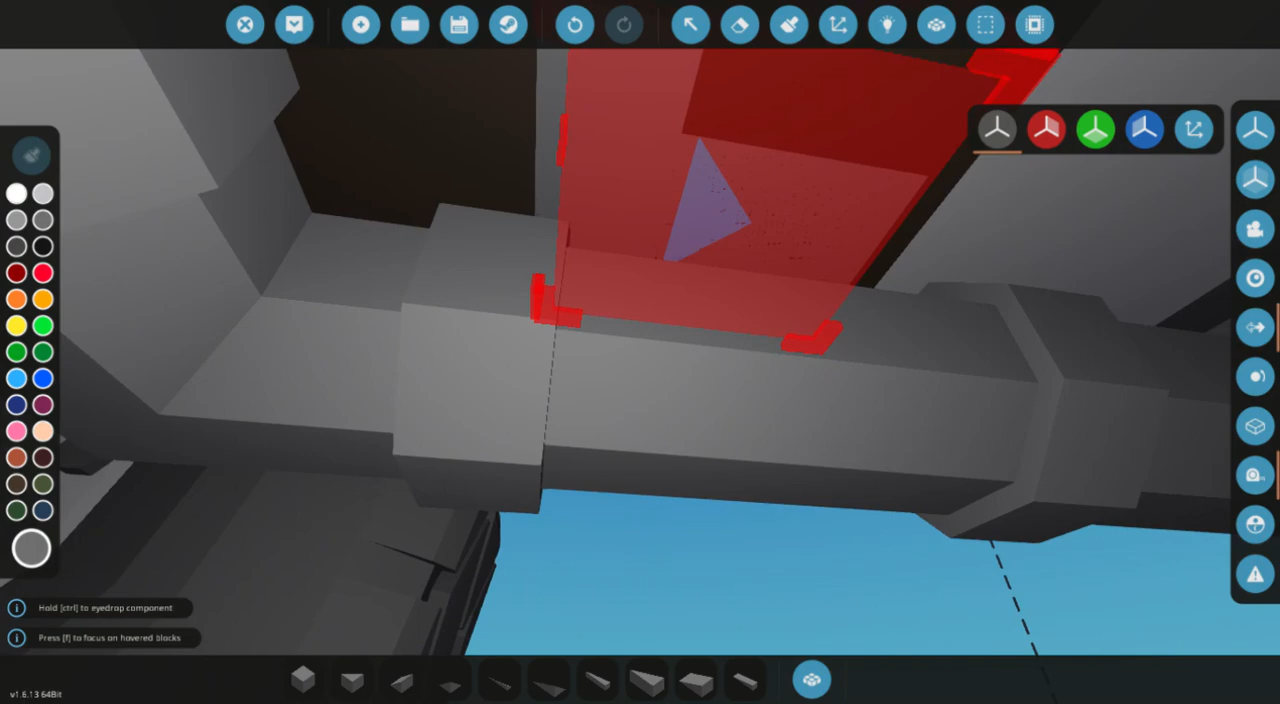 Hold [ctrl] to eyedrop component
Press [f] to focus on hovered blocks
v1.6.13 64Bit